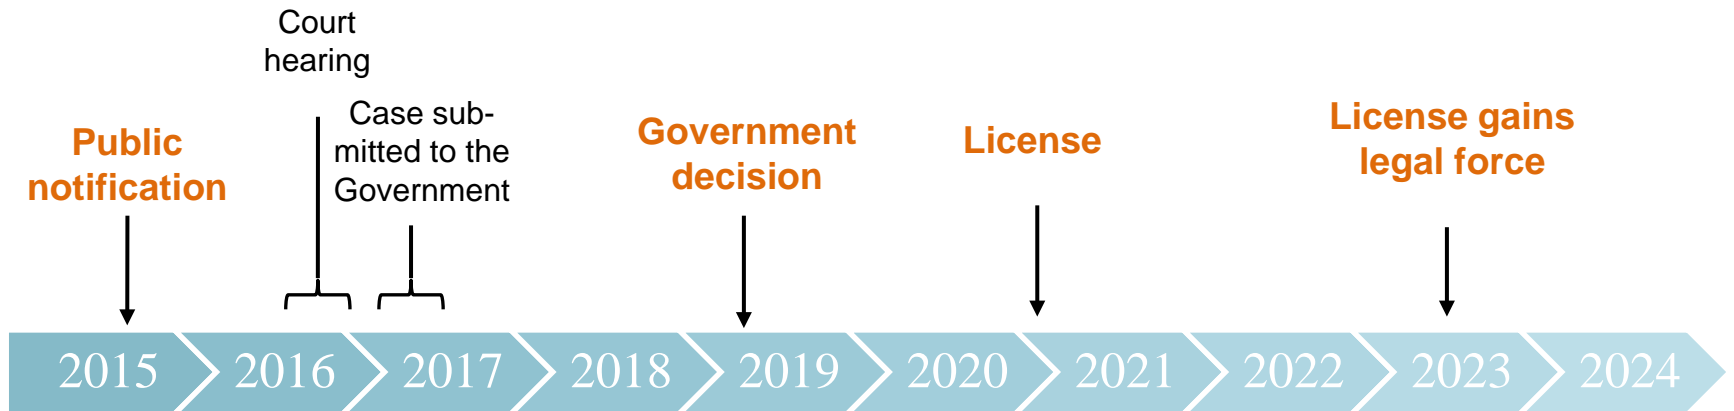 Court
hearing
Case sub-
mitted to the
Government
Public
notification
Government
decision
License
License gains
legal force
2015
2016
2017
2018
2019
2020
2021
2022
2023
2024